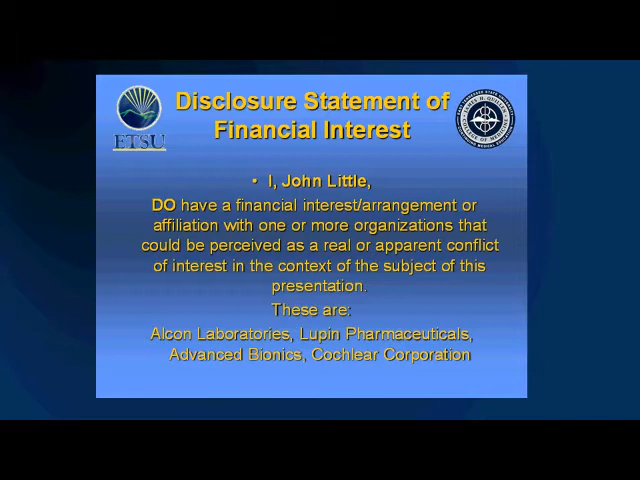 Disclosure Statement of
Financial Interest
ETSU
• I, John Little,
DO have a financial interest/arrangement or
affiliation with one or more organizations that
could be perceived as a real or apparent conflict
of interest in the context of the subject of this
presentation.
These are:
Alcon Laboratories, Lupin Pharmaceuticals,
Advanced Bionics, Cochlear Corporation